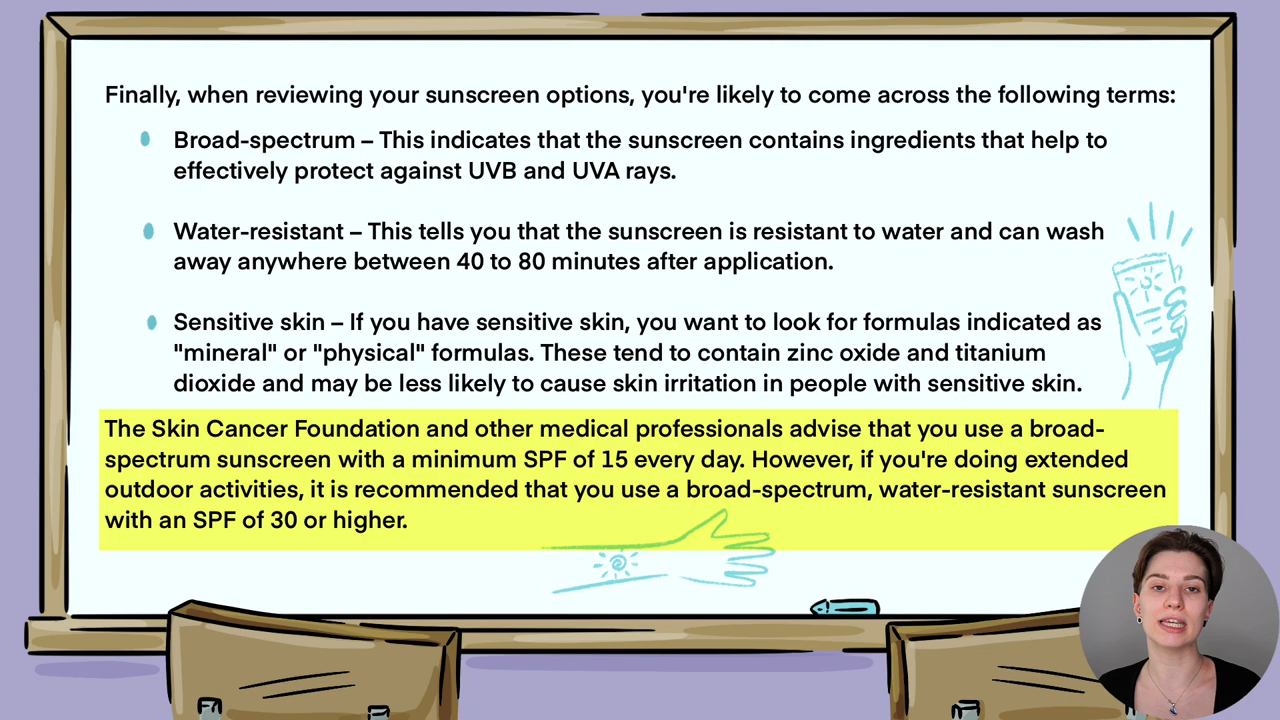 Finally, when reviewing your sunscreen options, you're likely to come across the following terms:
Broad-spectrum – This indicates that the sunscreen contains ingredients that help to
effectively protect against UVB and UVA rays.
Water-resistant – This tells you that the sunscreen is resistant to water and can wash
away anywhere between 40 to 80 minutes after application.
Sensitive skin – If you have sensitive skin, you want to look for formulas indicated as
"mineral" or "physical" formulas. These tend to contain zinc oxide and titanium
dioxide and may be less likely to cause skin irritation in people with sensitive skin.
The Skin Cancer Foundation and other medical professionals advise that you use a broad-
spectrum sunscreen with a minimum SPF of 15 every day. However, if you're doing extended
outdoor activities, it is recommended that you use a broad-spectrum, water-resistant sunscreen
with an SPF of 30 or higher.